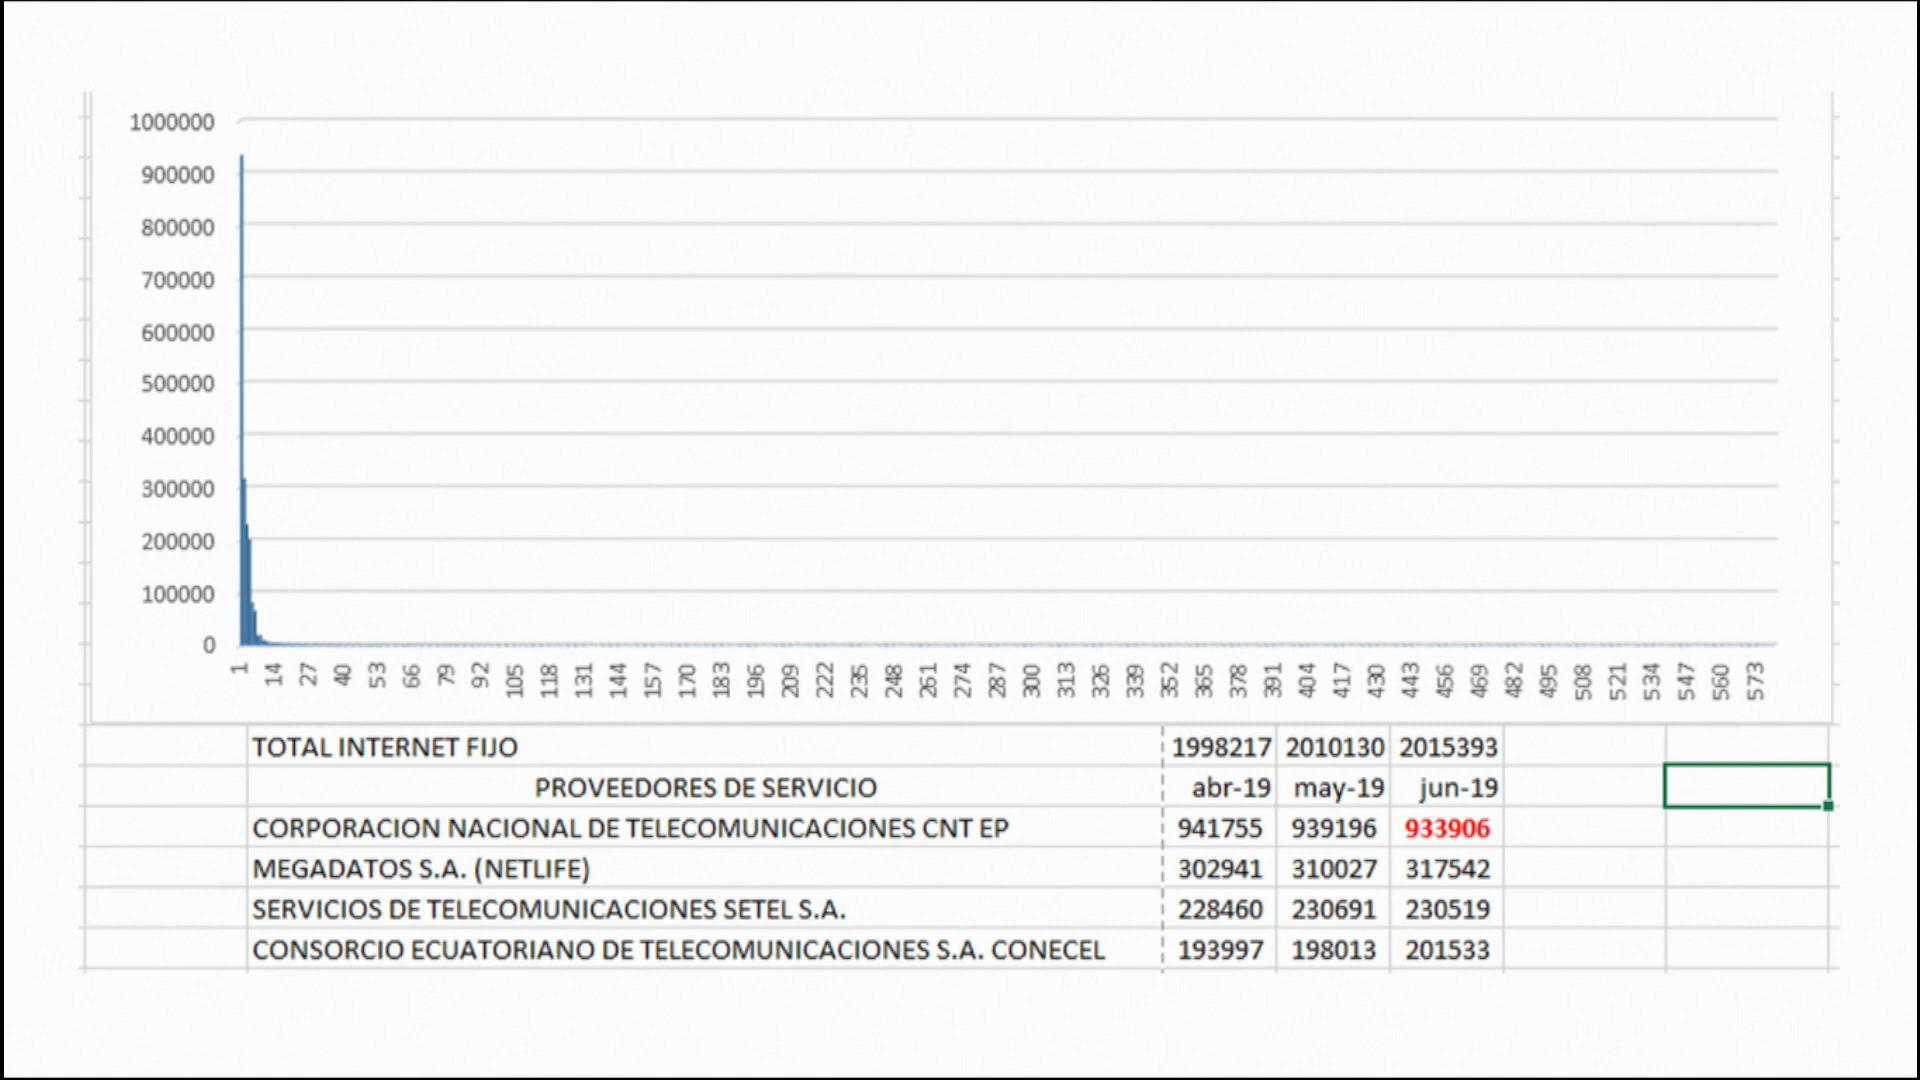 1000000
900000
800000
700000
600000
500000
400000
300000
200000
100000
0
1 14 27 40 53 66 79 92 105 118 131 144 157 170 183 196 209 222 235 248 261 274 287 300 313 326 339 352 365 378 391 404 417 430 443 456 469 482 495 508 521 534 547 560 573
TOTAL INTERNET FIJO 1998217 2010130 2015393
PROVEEDORES DE SERVICIO abr-19 may-19 jun-19
CORPORACION NACIONAL DE TELECOMUNICACIONES CNT EP 941755 939196 933906
MEGADATOS S.A. (NETLIFE) 302941 310027 317542
SERVICIOS DE TELECOMUNICACIONES SETEL S.A. 228460 230691 230519
CONSORCIO ECUATORIANO DE TELECOMUNICACIONES S.A. CONECEL 193997 198013 201533